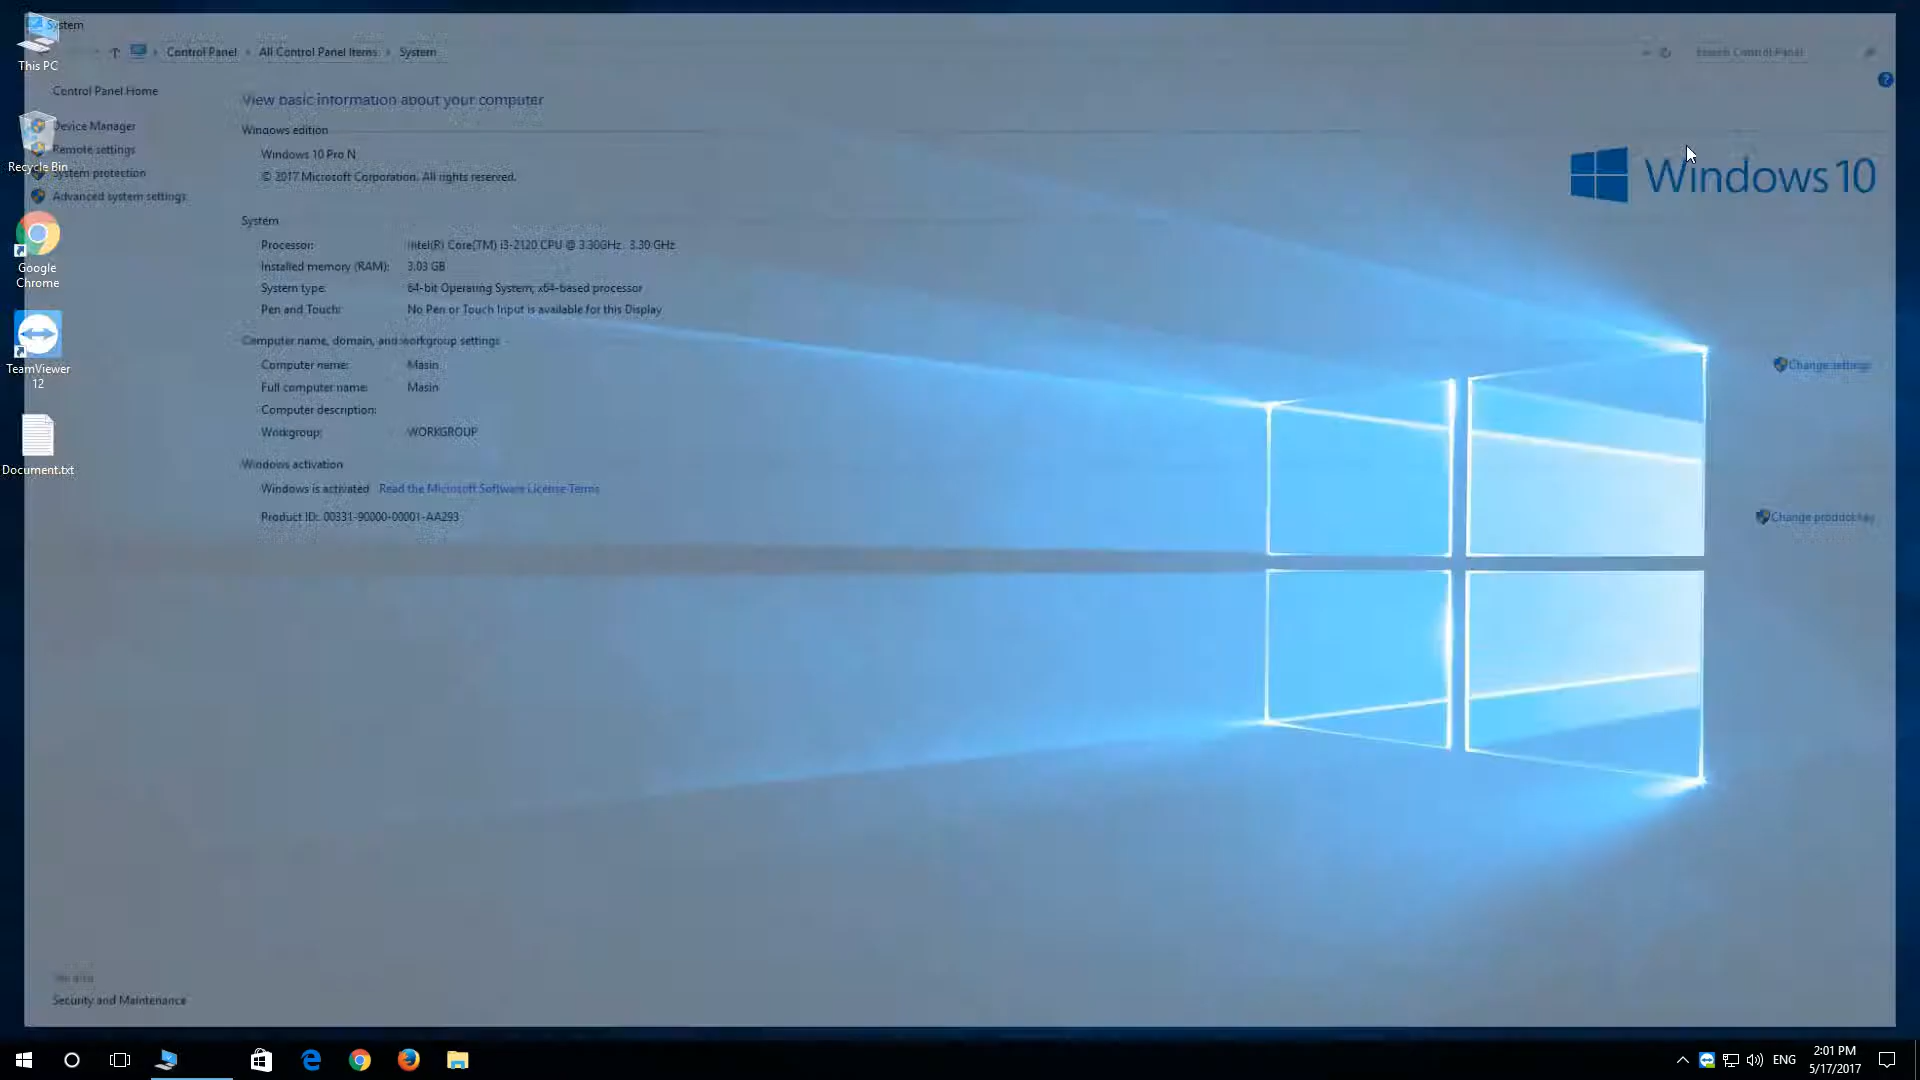 System
This PC
Control Panel
All Control Panel Items
System
Search Control Panel
Control Panel Home
Device Manager
Remote settings
System protection
Advanced system settings
Recycle Bin
Google
Chrome
TeamViewer
12
Document.txt
View basic information about your computer
Windows edition
Windows 10 Pro N
© 2017 Microsoft Corporation. All rights reserved.
Windows 10
System
Processor: Intel(R) Core(TM) i3-2120 CPU @ 3.30GHz 3.30 GHz
Installed memory (RAM): 3.03 GB
System type: 64-bit Operating System, x64-based processor
Pen and Touch: No Pen or Touch Input is available for this Display
Computer name, domain, and workgroup settings
Computer name: Masin
Change settings
Full computer name: Masin
Computer description:
Workgroup: WORKGROUP
Windows activation
Windows is activated Read the Microsoft Software License Terms
Product ID: 00331-90000-00001-AA293
Change product key
See also
Security and Maintenance
ENG
2:01 PM
5/17/2017